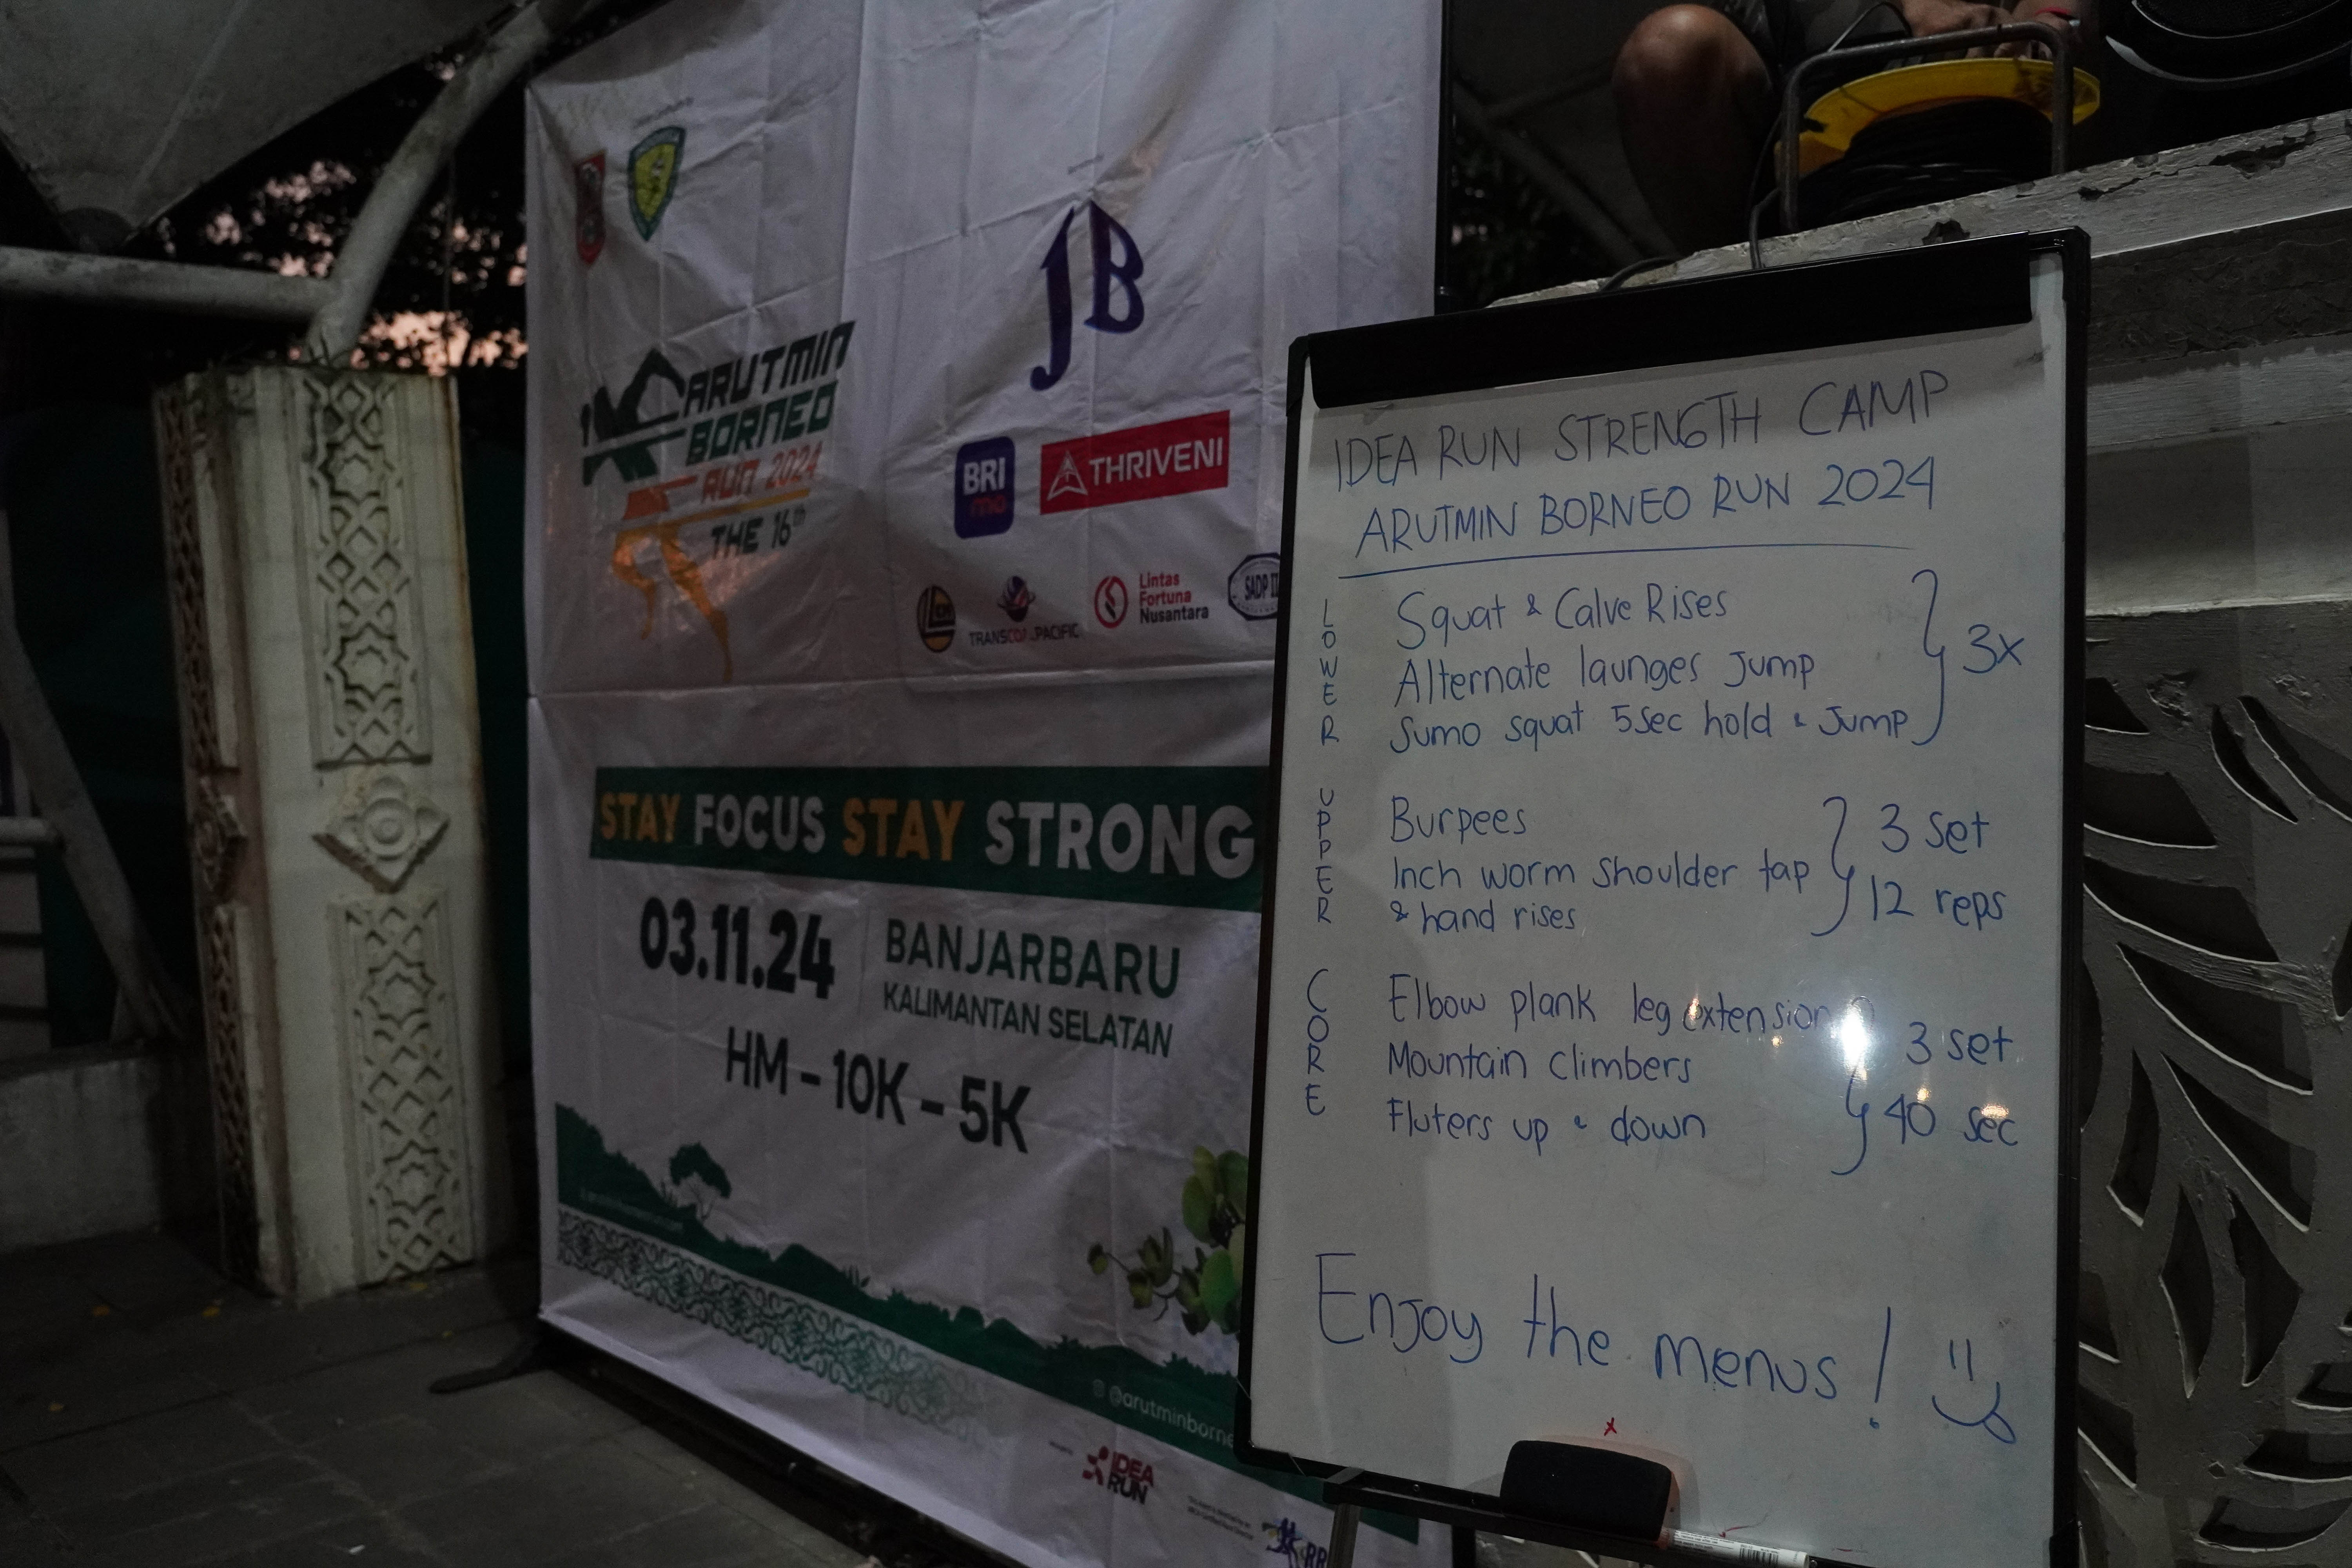 ARUTMIN
BORNEO
RUN 2024
THE 16th
JB
BRI
mo
THRIVENI
TRANSCOAL PACIFIC
Lintas
Fortuna
Nusantara
STAY FOCUS STAY STRONG
03.11.24
BANJARBARU
KALIMANTAN SELATAN
HM - 10K - 5K
@arutminborne
IDEA
RUN
IDEA RUN STRENGTH CAMP
ARUTMIN BORNEO RUN 2024
LOWER
Squat & Calve Rises
Alternate launges Jump
Sumo squat 5sec hold & Jump
3x
UPPER
Burpees
Inch worm shoulder tap
& hand rises
3 set
12 reps
CORE
Elbow plank leg extension
Mountain climbers
Fluters up & down
3 set
40 sec
Enjoy the menus!